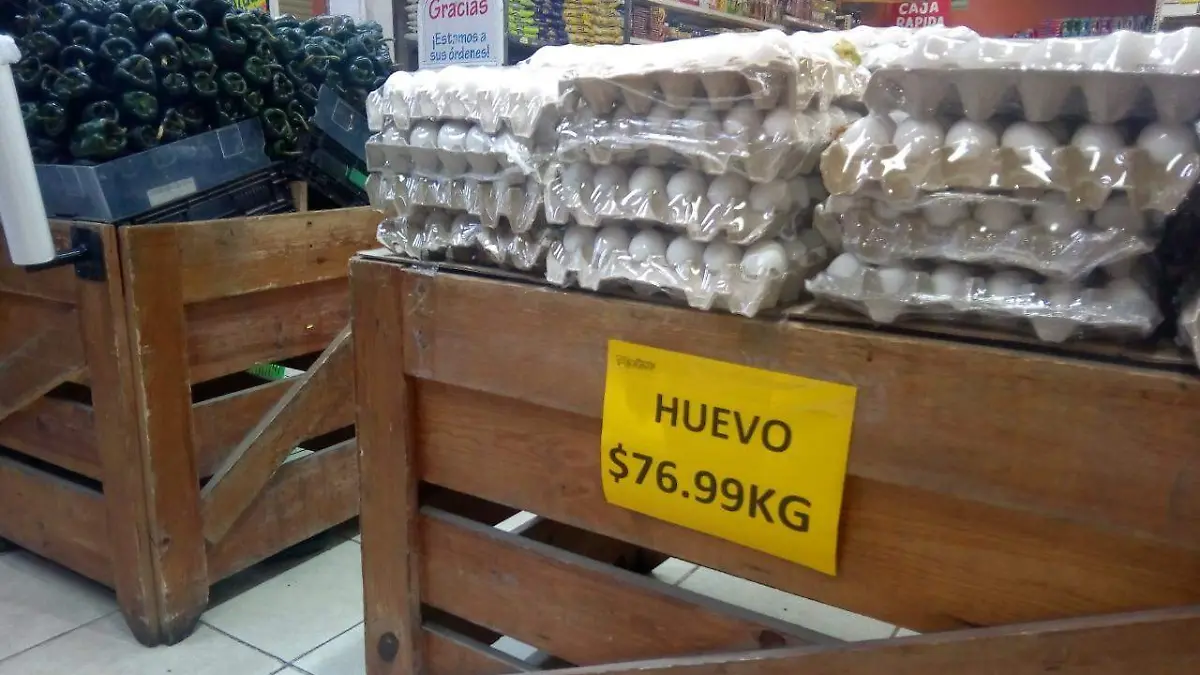 Gracias
¡Estamos a
sus órdenes!
CAJA
RAPIDA
HUEVO
$76.99KG